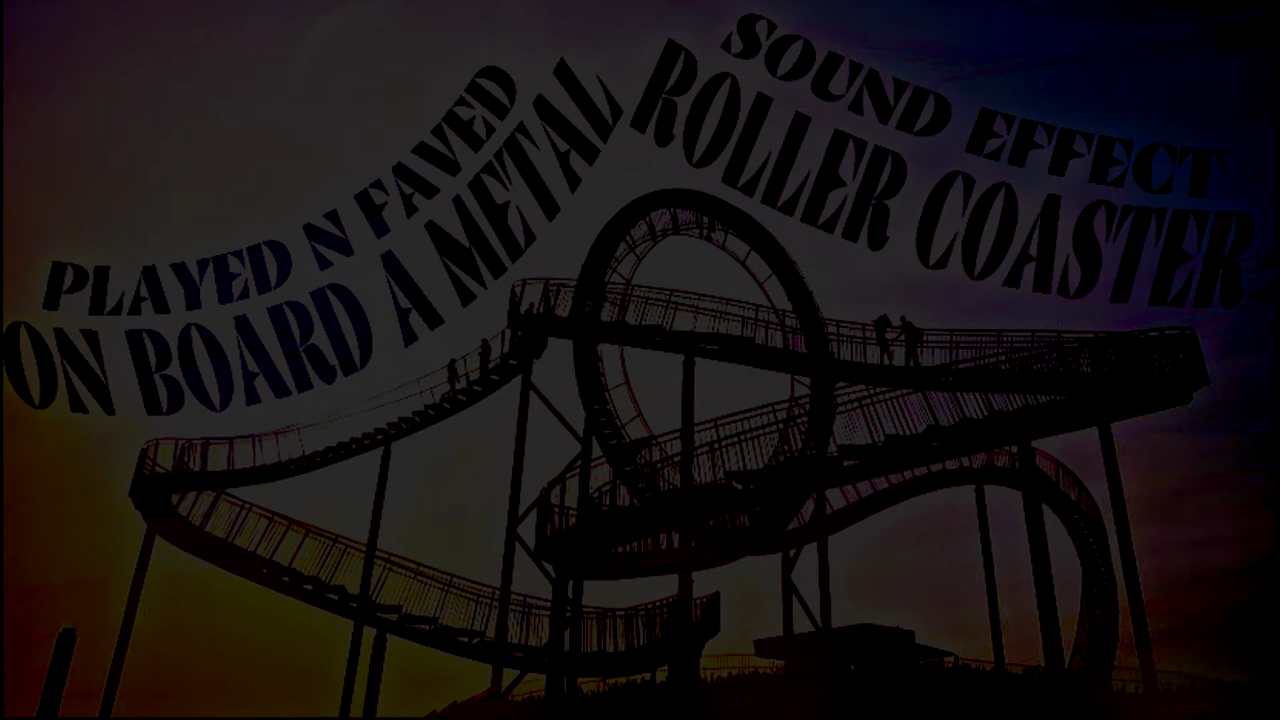 PLAYED N FAVED
ON BOARD A METAL
SOUND EFFECT
ROLLER COASTER